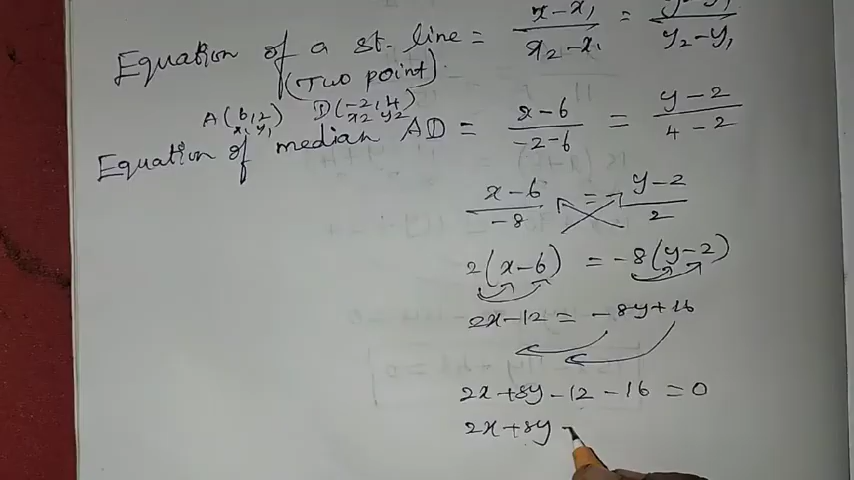 Equation of a st. line = x-x₁/x₂-x₁ = y-y₁/y₂-y₁
(Two point)
A(6,2) D(-2,4)
x₁ y₁ x₂ y₂
Equation of median AD = x-6/-2-6 = y-2/4-2
x-6/-8 = y-2/2
2(x-6) = -8(y-2)
2x-12 = -8y+16
2x+8y-12-16=0
2x+8y-